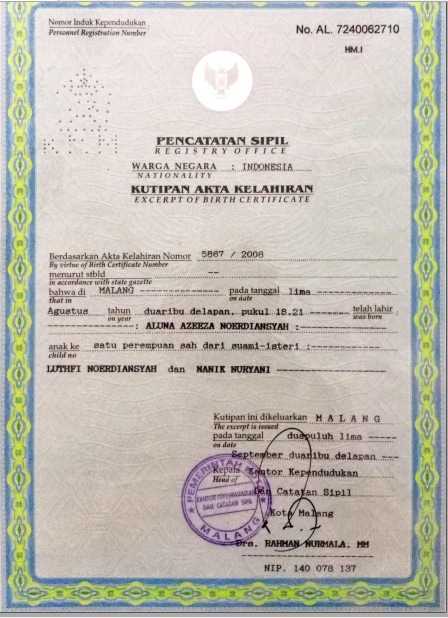 Nomor Induk Kependudukan
Personnel Registration Number
No. AL. 7240062710
HM.I
PENCATATAN SIPIL
REGISTRY OFFICE
WARGA NEGARA : INDONESIA
NATIONALITY
KUTIPAN AKTA KELAHIRAN
EXCERPT OF BIRTH CERTIFICATE
Berdasarkan Akta Kelahiran Nomor 5867 / 2008
By virtue of Birth Certificate Number
menurut stbld --
in accordance with state gazette
bahwa di MALANG pada tanggal lima
that in on date
Agustus tahun duaribu delapan, pukul 18.21 telah lahir
on year was born
: ALUNA AZEEZA NOERDIANSYAH :
anak ke satu perempuan sah dari suami-isteri :
child no
LUTHFI NOERDIANSYAH dan NANIK NURYANI
Kutipan ini dikeluarkan MALANG
The excerpt is issued
pada tanggal duapuluh lima
on date
September duaribu delapan
Kepala Kantor Kependudukan
Head of
Dan Catatan Sipil
Kota Malang
PEMERINTAH KOTA
KANTOR KEPENDUDUKAN
DAN CATATAN SIPIL
MALANG
Drs. RAHMAN NURMALA. MM
NIP. 140 078 137